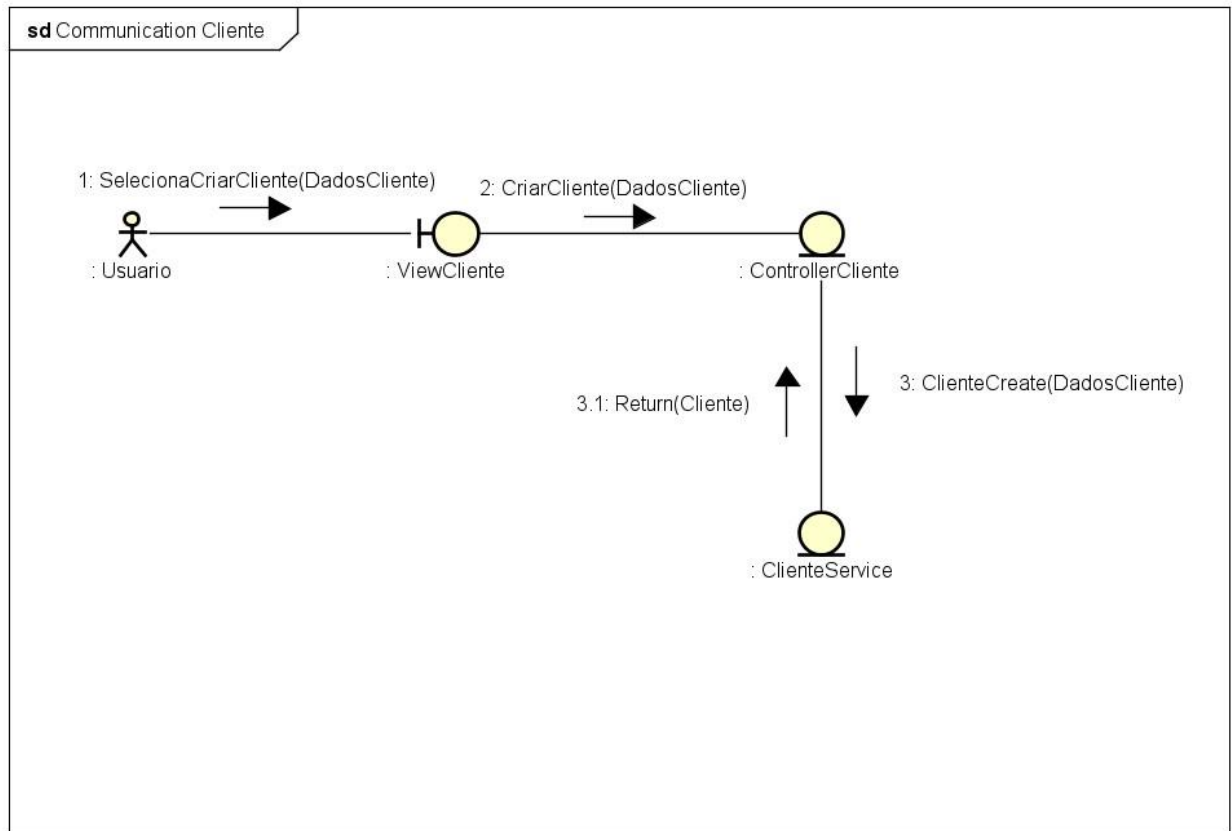 sd Communication Cliente
1: SelecionaCriarCliente(DadosCliente)
2: CriarCliente(DadosCliente)
: Usuario
: ViewCliente
: ControllerCliente
3.1: Return(Cliente)
3: ClienteCreate(DadosCliente)
: ClienteService